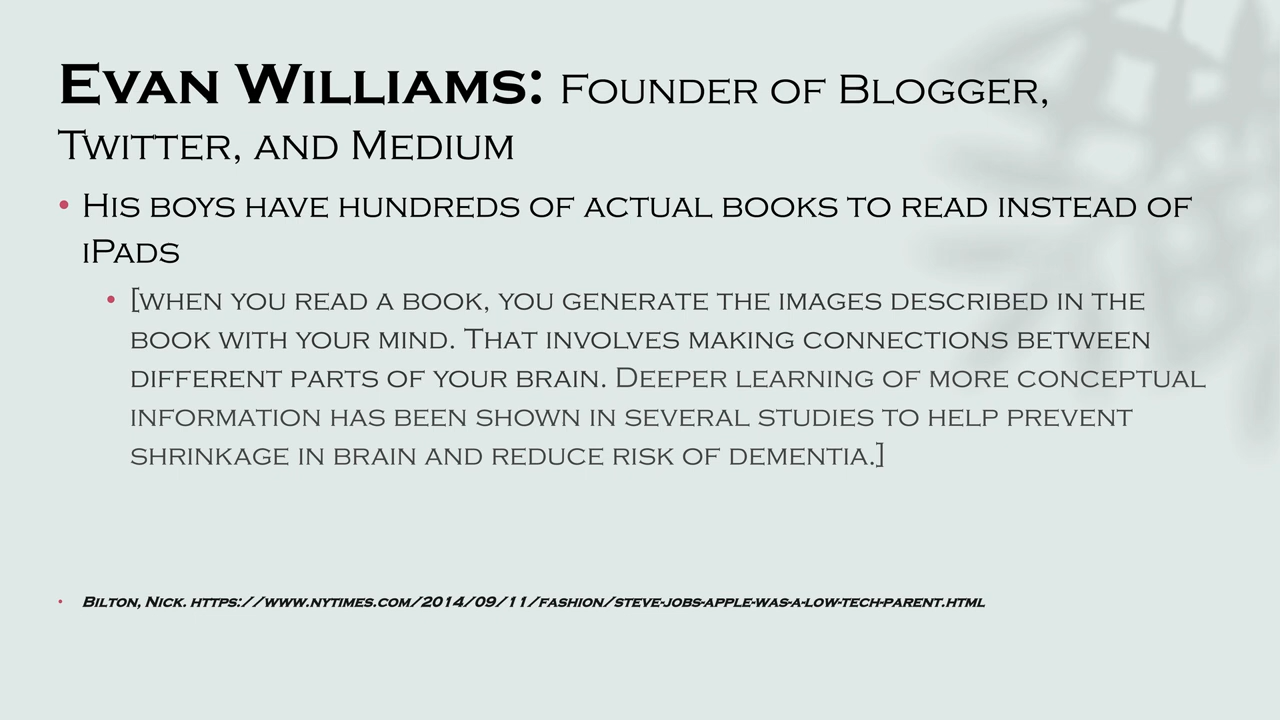 Evan Williams: Founder of Blogger,
Twitter, and Medium
• His boys have hundreds of actual books to read instead of
iPads
• [when you read a book, you generate the images described in the
book with your mind. That involves making connections between
different parts of your brain. Deeper learning of more conceptual
information has been shown in several studies to help prevent
shrinkage in brain and reduce risk of dementia.]
• Bilton, Nick. https://www.nytimes.com/2014/09/11/fashion/steve-jobs-apple-was-a-low-tech-parent.html